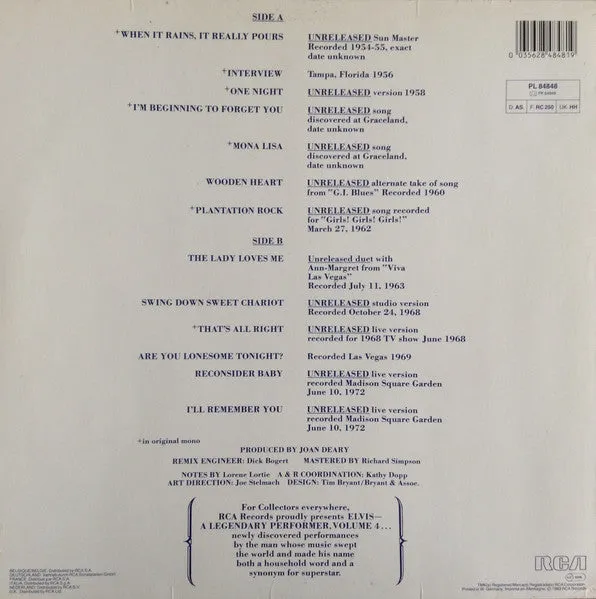 SIDE A
+WHEN IT RAINS, IT REALLY POURS
UNRELEASED Sun Master
Recorded 1954-55, exact
date unknown
+INTERVIEW
Tampa, Florida 1956
+ONE NIGHT
UNRELEASED version 1958
+I'M BEGINNING TO FORGET YOU
UNRELEASED song
discovered at Graceland,
date unknown
+MONA LISA
UNRELEASED song
discovered at Graceland,
date unknown
WOODEN HEART
UNRELEASED alternate take of song
from "G.I. Blues" Recorded 1960
+PLANTATION ROCK
UNRELEASED song recorded
for "Girls! Girls! Girls!"
March 27, 1962
SIDE B
THE LADY LOVES ME
Unreleased duet with
Ann-Margret from "Viva
Las Vegas"
Recorded July 11, 1963
SWING DOWN SWEET CHARIOT
UNRELEASED studio version
Recorded October 24, 1968
+THAT'S ALL RIGHT
UNRELEASED live version
recorded for 1968 TV show June 1968
ARE YOU LONESOME TONIGHT?
Recorded Las Vegas 1969
RECONSIDER BABY
UNRELEASED live version
recorded Madison Square Garden
June 10, 1972
I'LL REMEMBER YOU
UNRELEASED live version
recorded Madison Square Garden
June 10, 1972
+in original mono
PRODUCED BY JOAN DEARY
REMIX ENGINEER: Dick Bogert MASTERED BY Richard Simpson
NOTES BY Lorene Lortie A & R COORDINATION: Kathy Dopp
ART DIRECTION: Joe Stelmach DESIGN: Tim Bryant/Bryant & Assoc.
For Collectors everywhere,
RCA Records proudly presents ELVIS—
A LEGENDARY PERFORMER, VOLUME 4...
newly discovered performances
by the man whose music swept
the world and made his name
both a household word and a
synonym for superstar.
0 035628 484819
PL 84848
D: AS F: RC 250 UK: HH
RCA